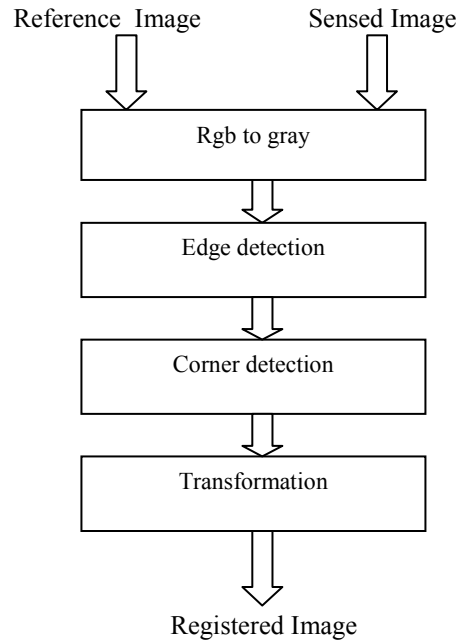 Reference Image Sensed Image
Rgb to gray
Edge detection
Corner detection
Transformation
Registered Image